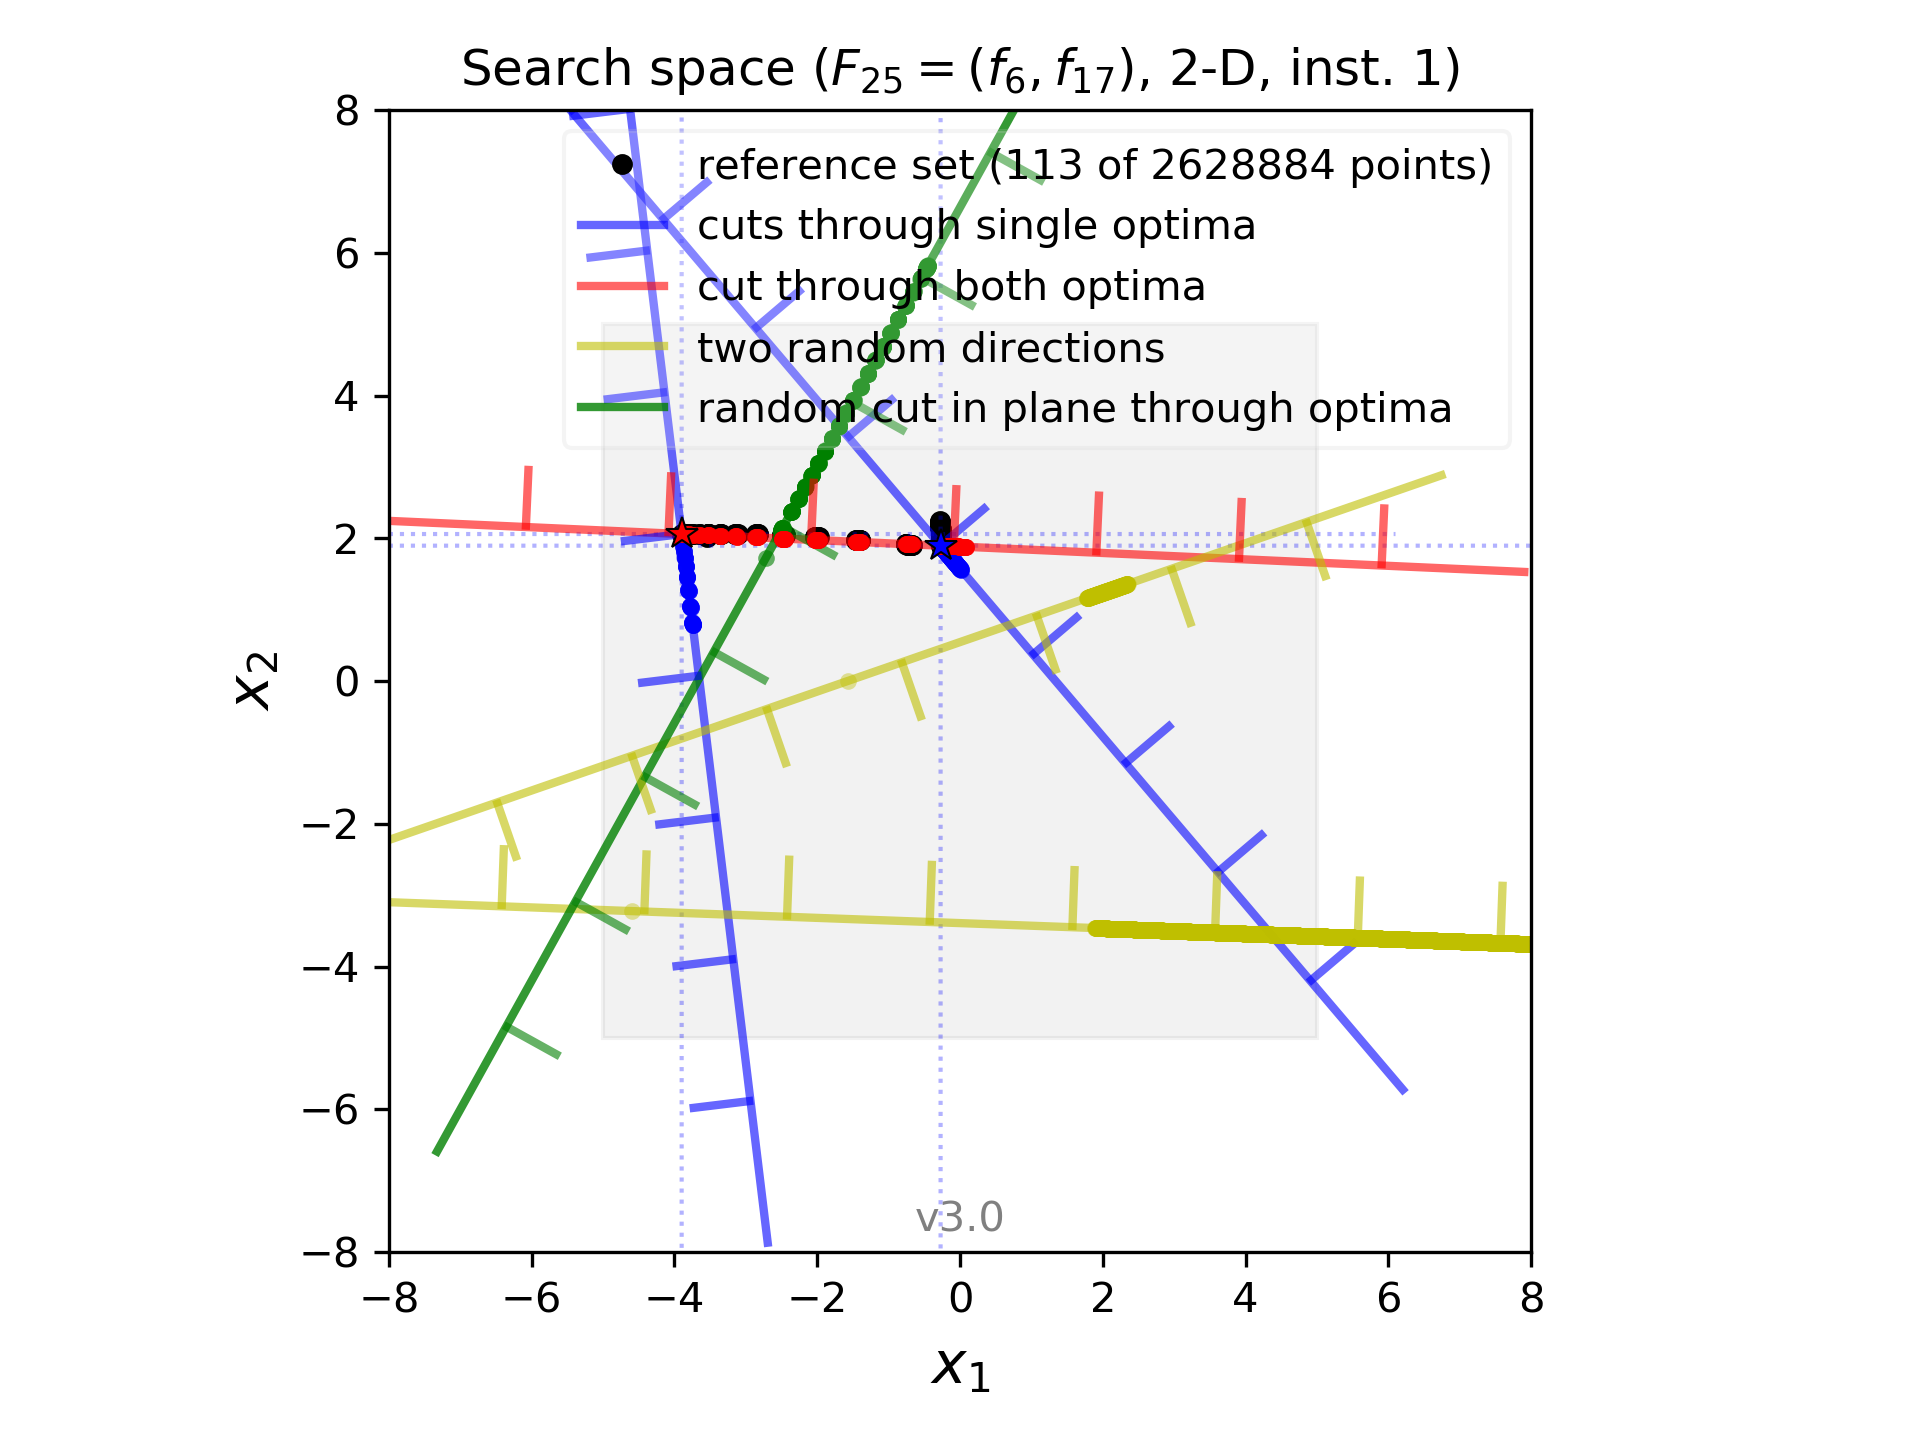 Search space (F₂₅ = (f₆, f₁₇), 2-D, inst. 1)
reference set (113 of 2628884 points)
cuts through single optima
cut through both optima
two random directions
random cut in plane through optima
8
6
4
2
0
−2
−4
−6
−8
x₂
v3.0
−8 −6 −4 −2 0 2 4 6 8
x₁